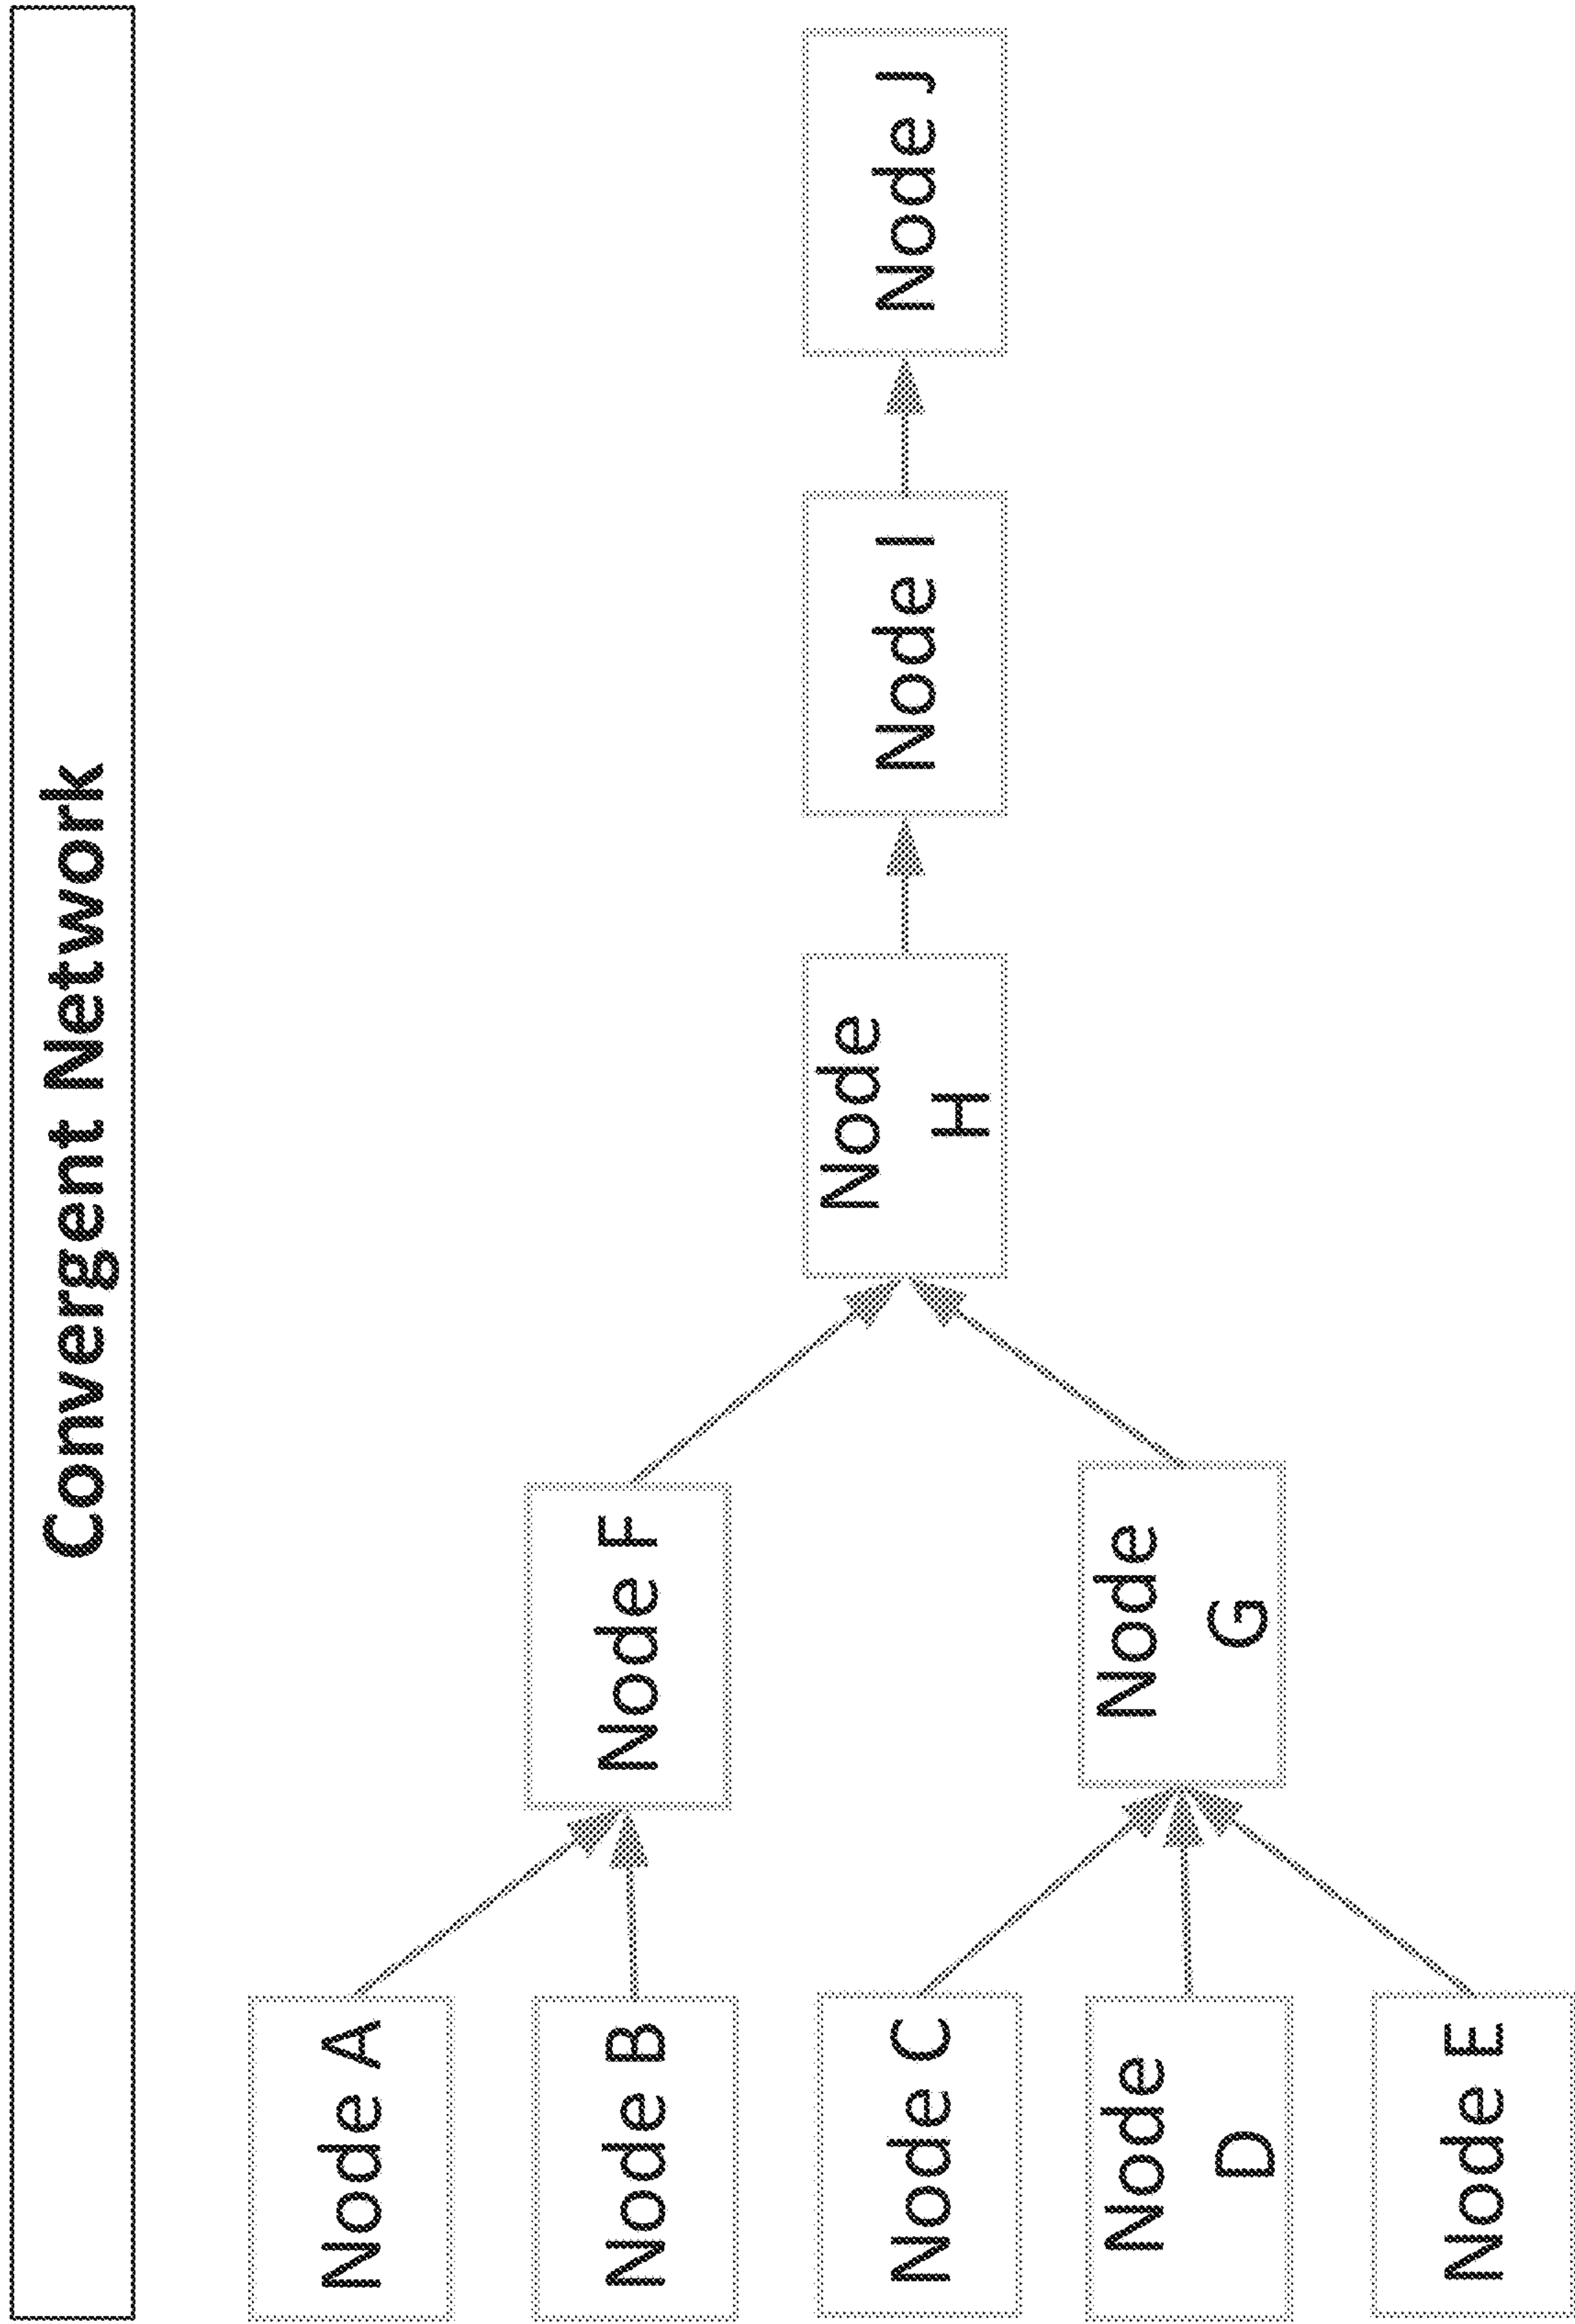 Convergent Network
Node A
Node B
Node C
Node
D
Node E
Node F
Node
G
Node
H
Node I
Node J